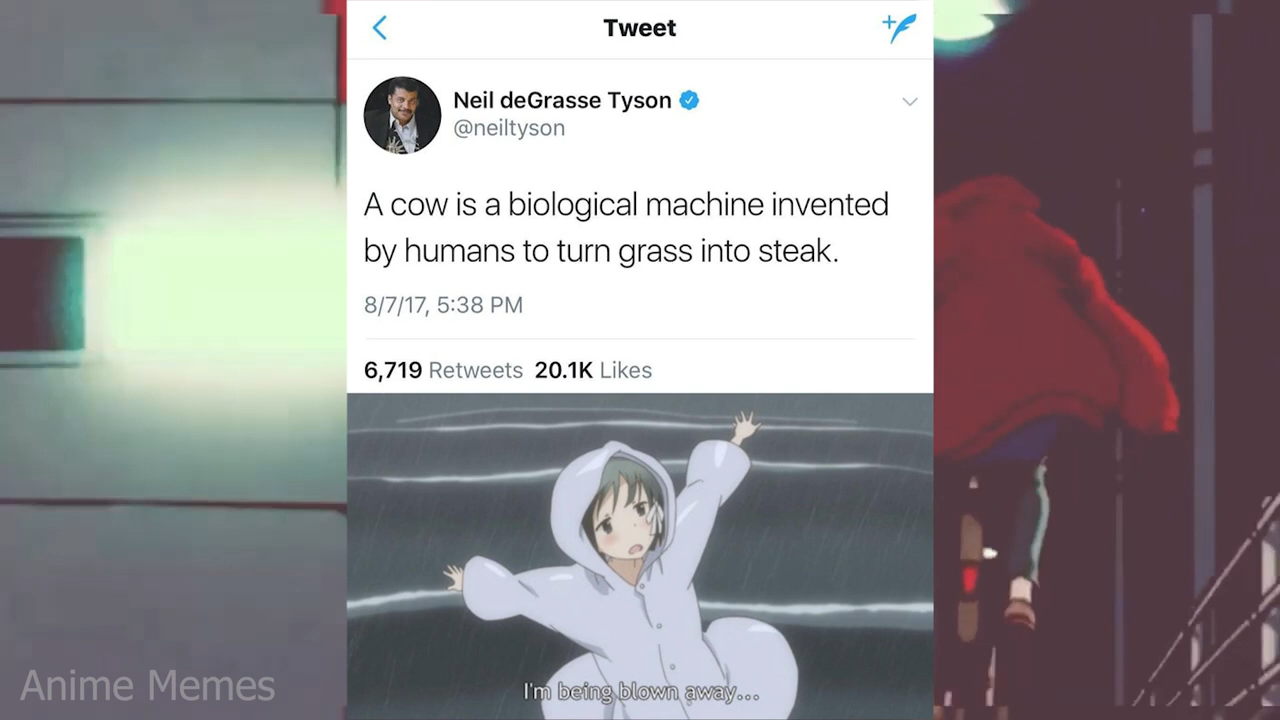 Tweet
Neil deGrasse Tyson
@neiltyson
A cow is a biological machine invented
by humans to turn grass into steak.
8/7/17, 5:38 PM
6,719 Retweets 20.1K Likes
I'm being blown away...
Anime Memes